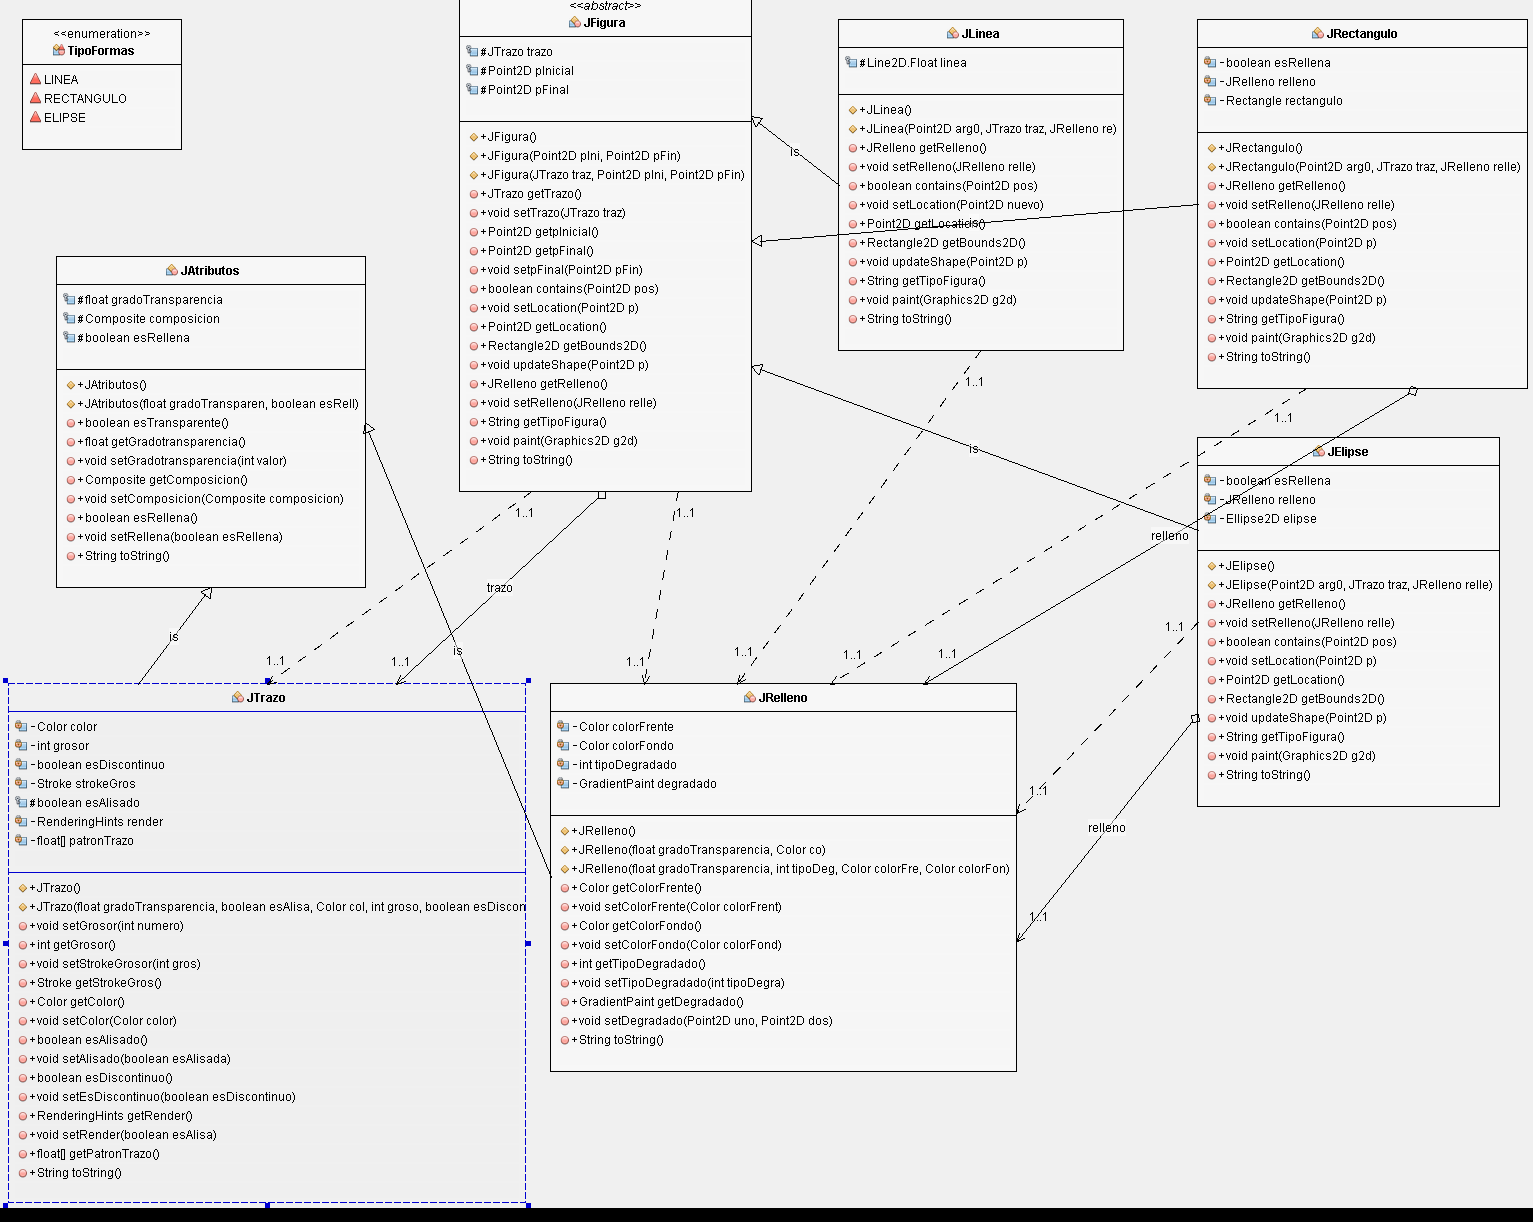 <<enumeration>>
TipoFormas
LINEA
RECTANGULO
ELIPSE
<<abstract>>
JFigura
#JTrazo trazo
#Point2D pInicial
#Point2D pFinal
+JFigura()
+JFigura(Point2D pIni, Point2D pFin)
+JFigura(JTrazo traz, Point2D pIni, Point2D pFin)
+JTrazo getTrazo()
+void setTrazo(JTrazo traz)
+Point2D getpInicial()
+Point2D getpFinal()
+void setpFinal(Point2D pFin)
+boolean contains(Point2D pos)
+void setLocation(Point2D p)
+Point2D getLocation()
+Rectangle2D getBounds2D()
+void updateShape(Point2D p)
+JRelleno getRelleno()
+void setRelleno(JRelleno relle)
+String getTipoFigura()
+void paint(Graphics2D g2d)
+String toString()
JLinea
#Line2D.Float linea
+JLinea()
+JLinea(Point2D arg0, JTrazo traz, JRelleno re)
+JRelleno getRelleno()
+void setRelleno(JRelleno relle)
+boolean contains(Point2D pos)
+void setLocation(Point2D nuevo)
+Point2D getLocation()
+Rectangle2D getBounds2D()
+void updateShape(Point2D p)
+String getTipoFigura()
+void paint(Graphics2D g2d)
+String toString()
JRectangulo
-boolean esRellena
-JRelleno relleno
-Rectangle rectangulo
+JRectangulo()
+JRectangulo(Point2D arg0, JTrazo traz, JRelleno relle)
+JRelleno getRelleno()
+void setRelleno(JRelleno relle)
+boolean contains(Point2D pos)
+void setLocation(Point2D p)
+Point2D getLocation()
+Rectangle2D getBounds2D()
+void updateShape(Point2D p)
+String getTipoFigura()
+void paint(Graphics2D g2d)
+String toString()
is
is
JAtributos
#float gradoTransparencia
#Composite composicion
#boolean esRellena
+JAtributos()
+JAtributos(float gradoTransparen, boolean esRell)
+boolean esTransparente()
+float getGradotransparencia()
+void setGradotransparencia(int valor)
+Composite getComposicion()
+void setComposicion(Composite composicion)
+boolean esRellena()
+void setRellena(boolean esRellena)
+String toString()
1..1
1..1
is
JElipse
-boolean esRellena
-JRelleno relleno
-Ellipse2D elipse
+JElipse()
+JElipse(Point2D arg0, JTrazo traz, JRelleno relle)
+JRelleno getRelleno()
+void setRelleno(JRelleno relle)
+boolean contains(Point2D pos)
+void setLocation(Point2D p)
+Point2D getLocation()
+Rectangle2D getBounds2D()
+void updateShape(Point2D p)
+String getTipoFigura()
+void paint(Graphics2D g2d)
+String toString()
1..1
1..1
relleno
trazo
is
is
1..1
1..1
1..1
1..1
1..1
1..1
1..1
1..1
relleno
1..1
1..1
JTrazo
-Color color
-int grosor
-boolean esDiscontinuo
-Stroke strokeGros
#boolean esAlisado
-RenderingHints render
-float[] patronTrazo
+JTrazo()
+JTrazo(float gradoTransparencia, boolean esAlisa, Color col, int groso, boolean esDiscon
+void setGrosor(int numero)
+int getGrosor()
+void setStrokeGrosor(int gros)
+Stroke getStrokeGros()
+Color getColor()
+void setColor(Color color)
+boolean esAlisado()
+void setAlisado(boolean esAlisada)
+boolean esDiscontinuo()
+void setEsDiscontinuo(boolean esDiscontinuo)
+RenderingHints getRender()
+void setRender(boolean esAlisa)
+float[] getPatronTrazo()
+String toString()
JRelleno
-Color colorFrente
-Color colorFondo
-int tipoDegradado
-GradientPaint degradado
+JRelleno()
+JRelleno(float gradoTransparencia, Color co)
+JRelleno(float gradoTransparencia, int tipoDeg, Color colorFre, Color colorFon)
+Color getColorFrente()
+void setColorFrente(Color colorFrent)
+Color getColorFondo()
+void setColorFondo(Color colorFond)
+int getTipoDegradado()
+void setTipoDegradado(int tipoDegra)
+GradientPaint getDegradado()
+void setDegradado(Point2D uno, Point2D dos)
+String toString()